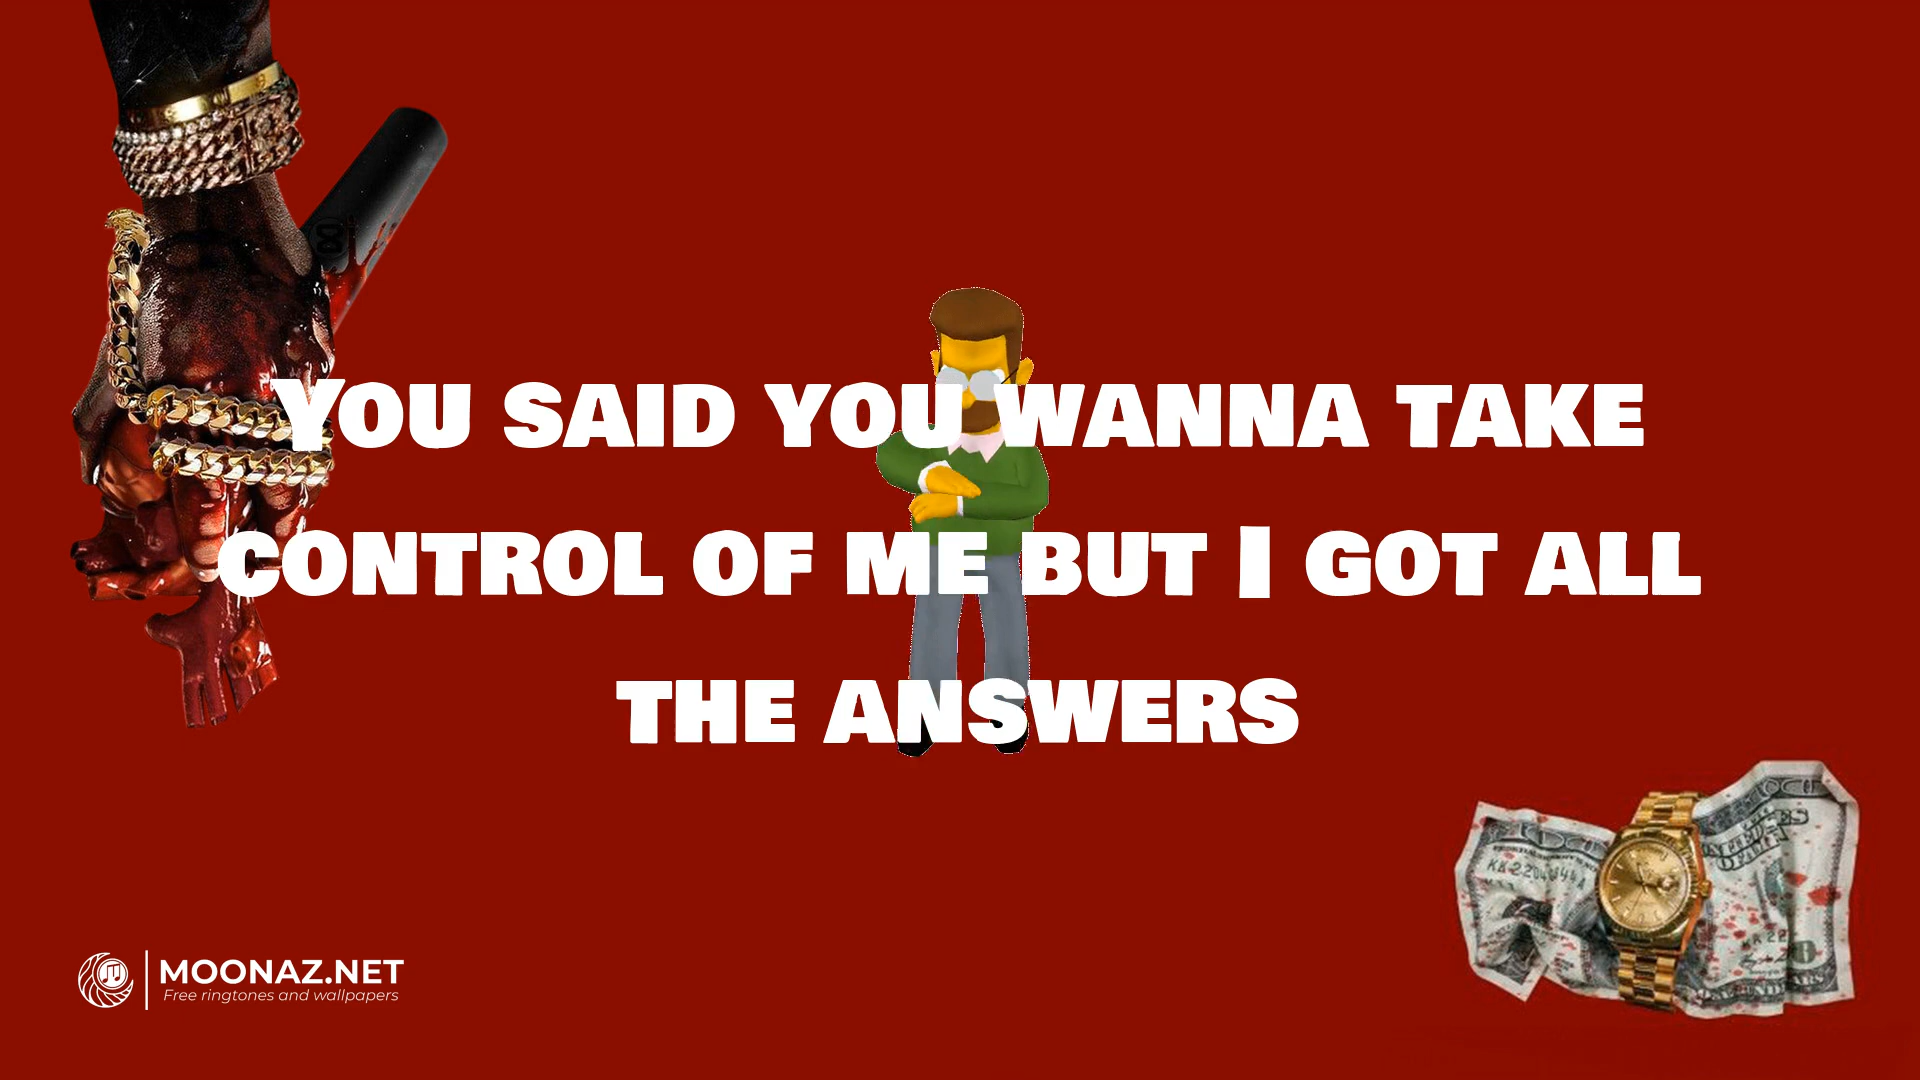 You said you wanna take
control of me but I got all
the answers
MOONAZ.NET
Free ringtones and wallpapers